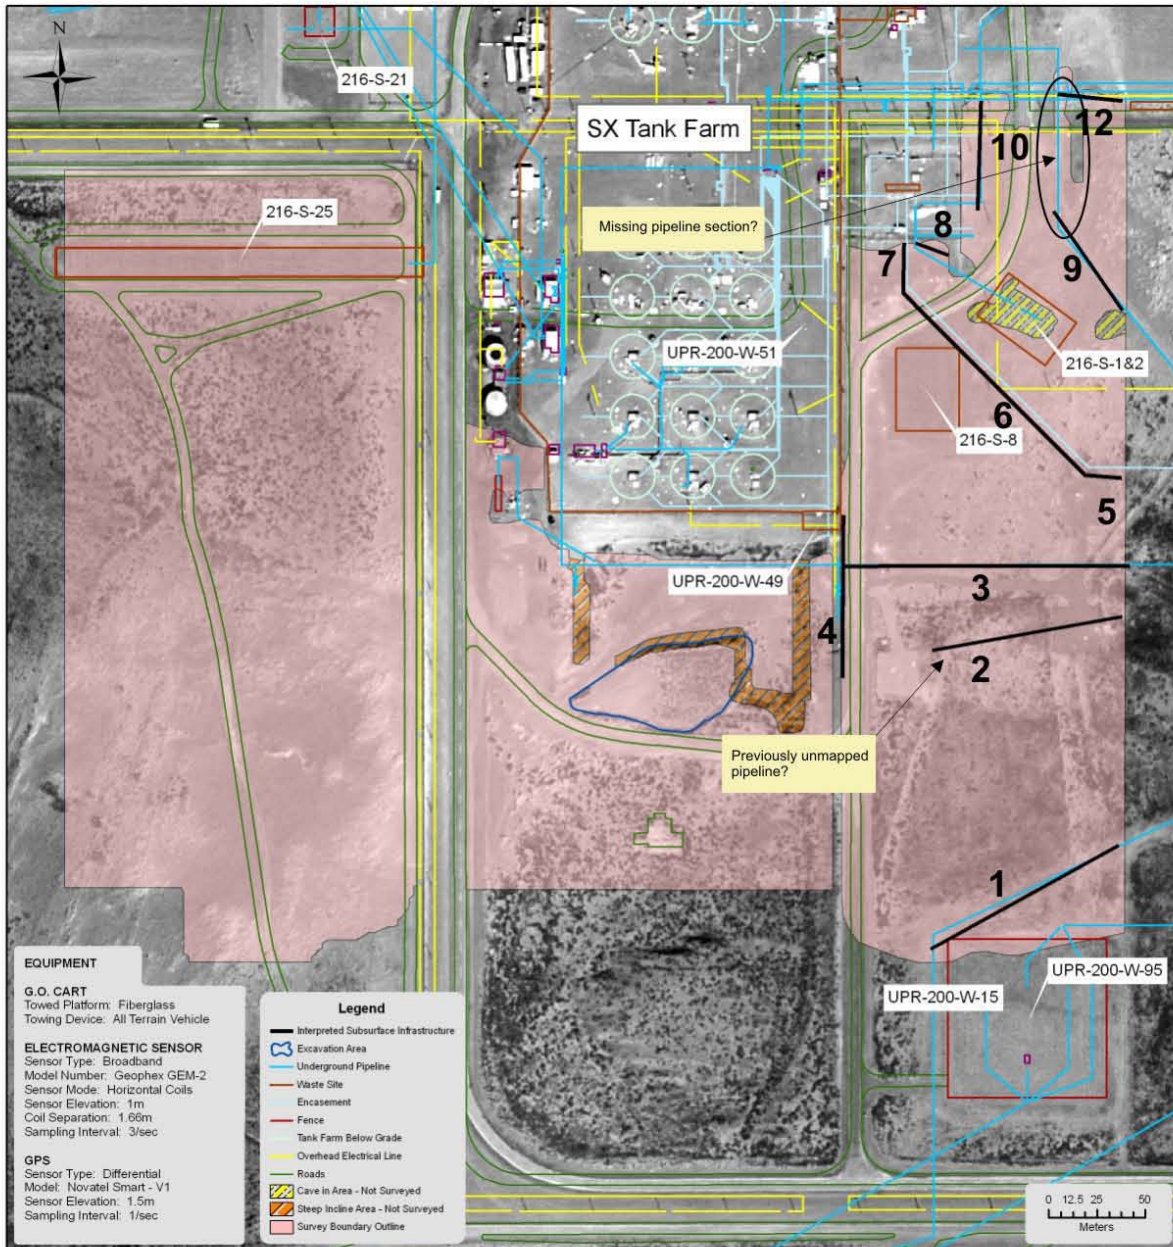 N
216-S-21
SX Tank Farm
12
10
216-S-25
Missing pipeline section?
8
7
9
UPR-200-W-51
216-S-1&2
6
216-S-8
5
UPR-200-W-49
3
4
2
Previously unmapped
pipeline?
1
UPR-200-W-95
UPR-200-W-15
EQUIPMENT
G.O. CART
Towed Platform: Fiberglass
Towing Device: All Terrain Vehicle
ELECTROMAGNETIC SENSOR
Sensor Type: Broadband
Model Number: Geophex GEM-2
Sensor Mode: Horizontal Coils
Sensor Elevation: 1m
Coil Separation: 1.66m
Sampling Interval: 3/sec
GPS
Sensor Type: Differential
Model: Novatel Smart - V1
Sensor Elevation: 1.5m
Sampling Interval: 1/sec
Legend
Interpreted Subsurface Infrastructure
Excavation Area
Underground Pipeline
Waste Site
Encasement
Fence
Tank Farm Below Grade
Overhead Electrical Line
Roads
Cave in Area - Not Surveyed
Steep Incline Area - Not Surveyed
Survey Boundary Outline
0 12.5 25 50
Meters